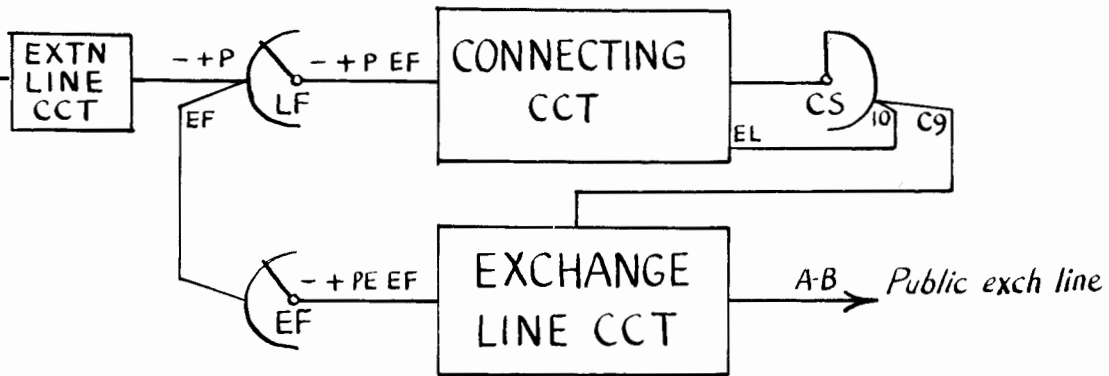 EXTN
LINE
CCT
- + P
EF
LF
- + P EF
CONNECTING
CCT
EL
CS
10
C9
EF
- + PE EF
EXCHANGE
LINE CCT
A-B
Public exch line